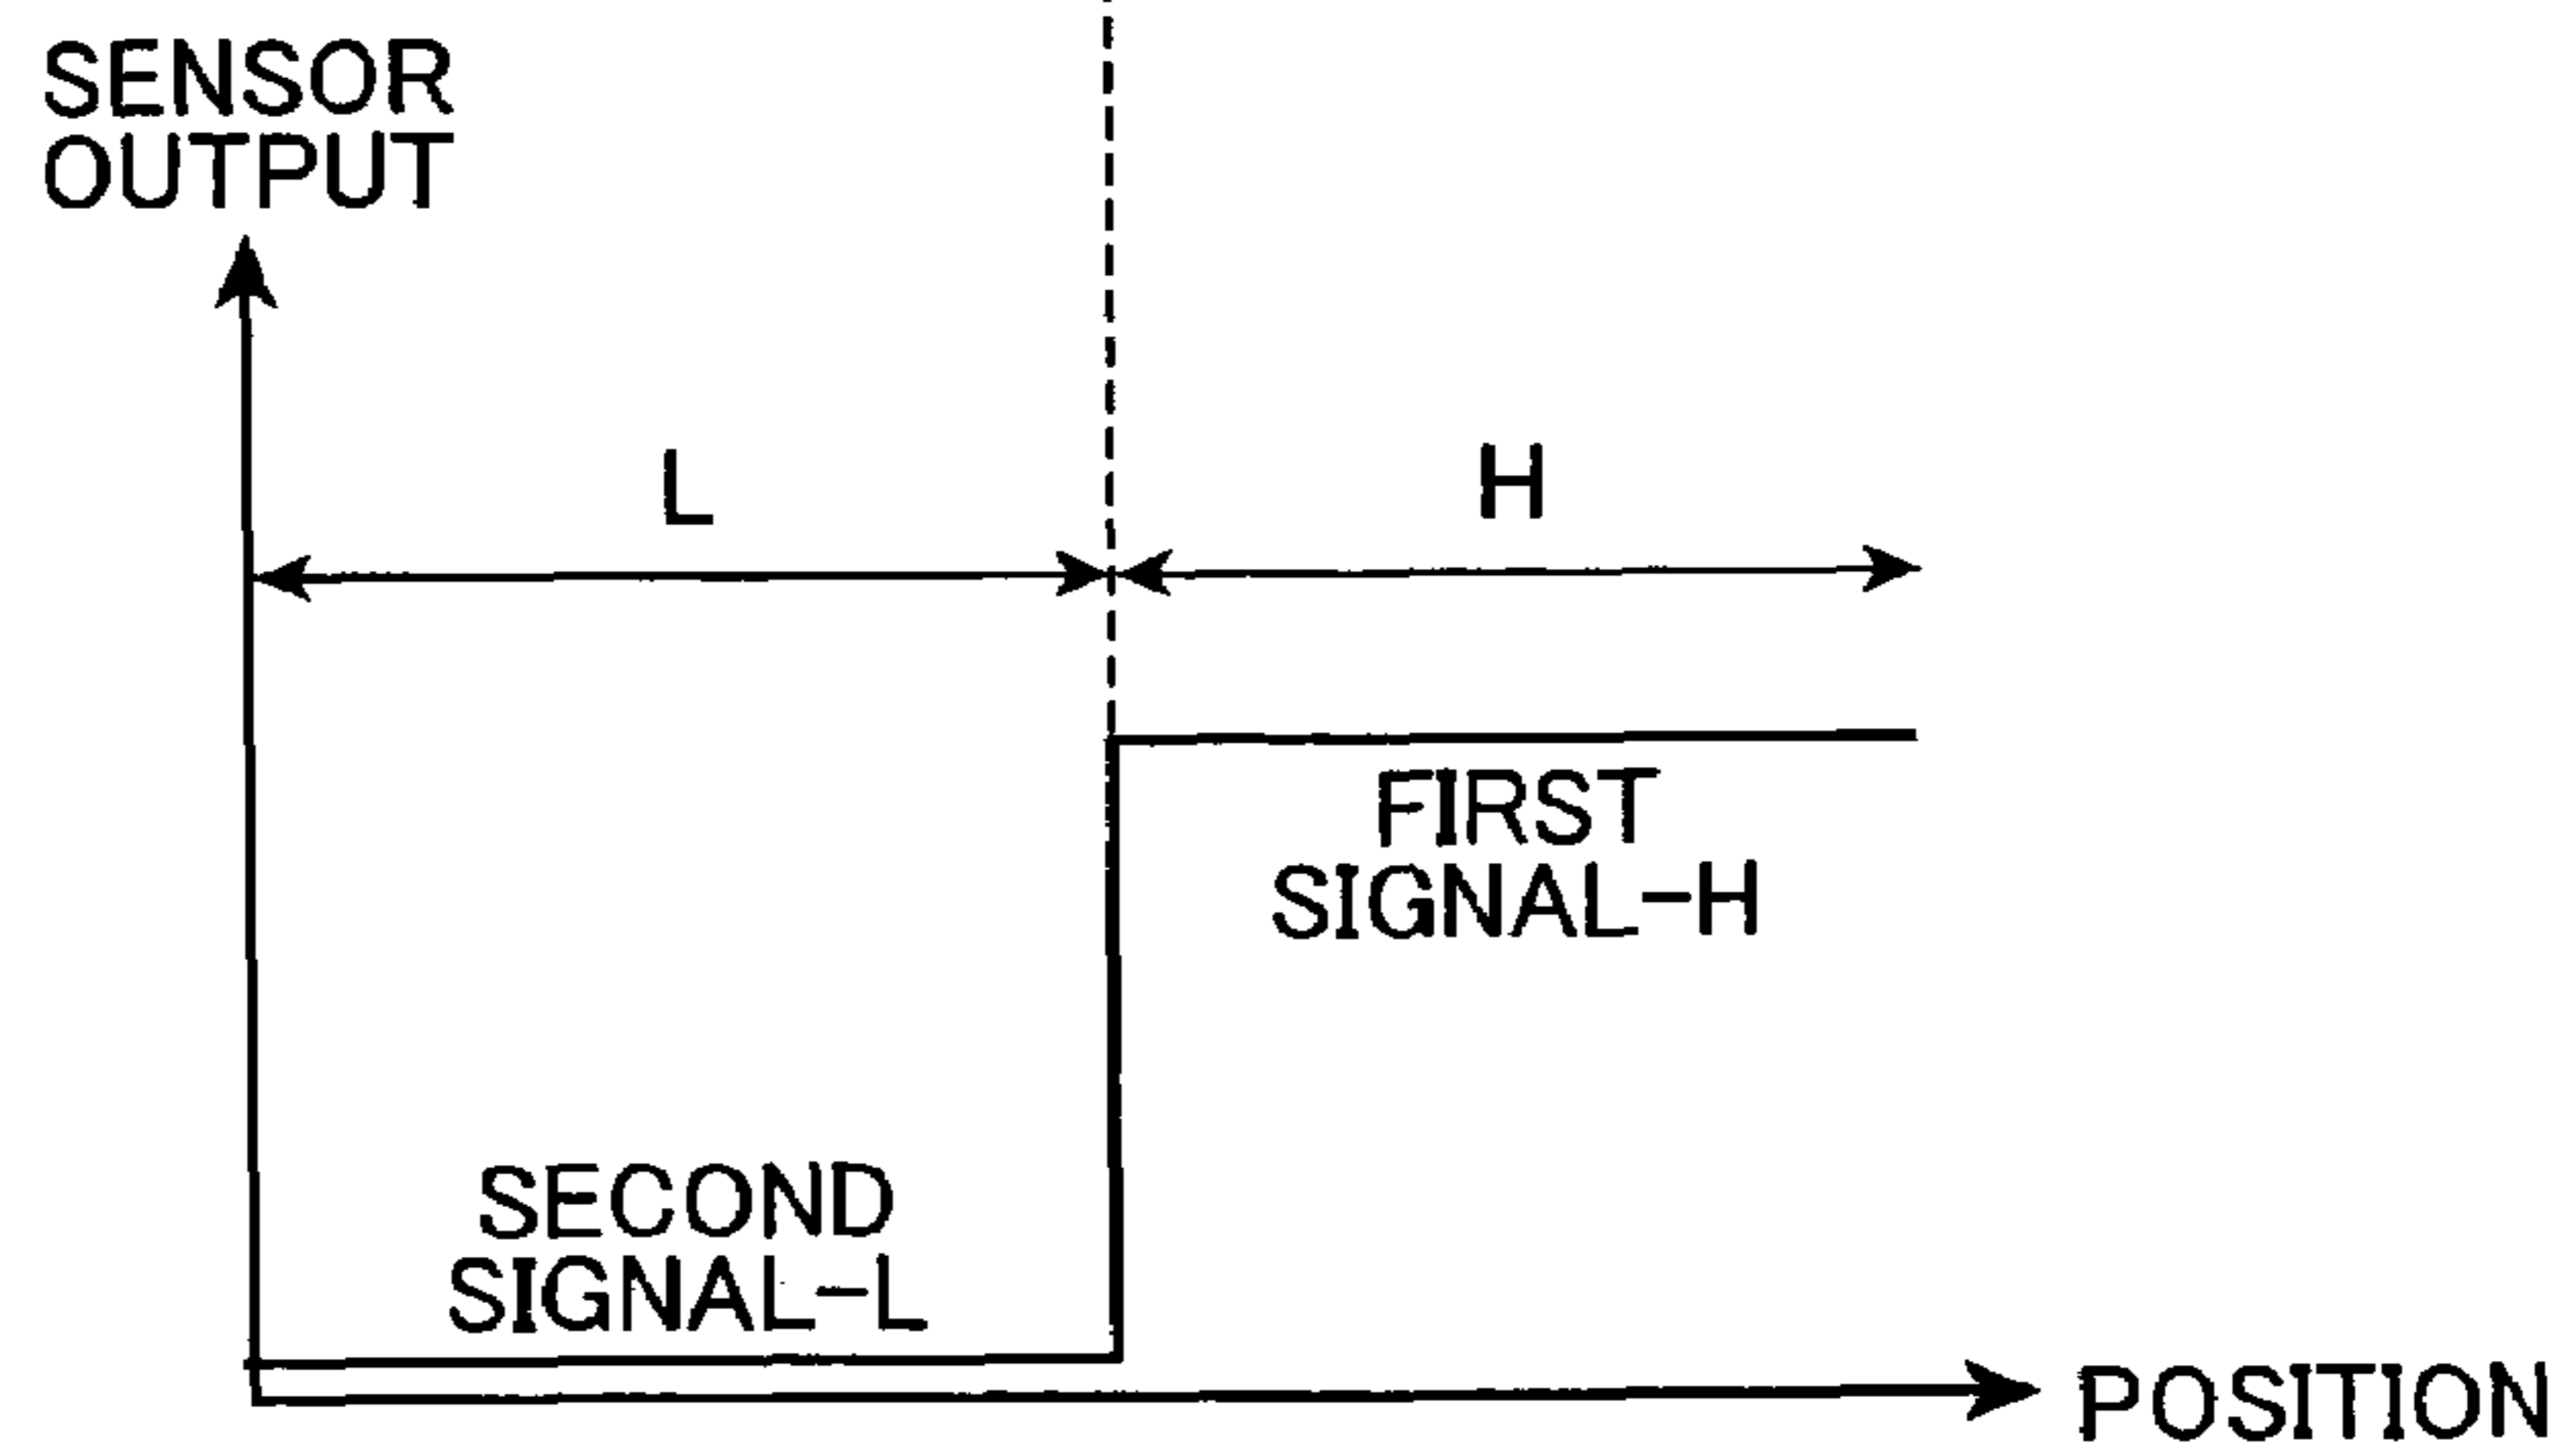 SENSOR
OUTPUT
L
H
FIRST
SIGNAL-H
SECOND
SIGNAL-L
POSITION